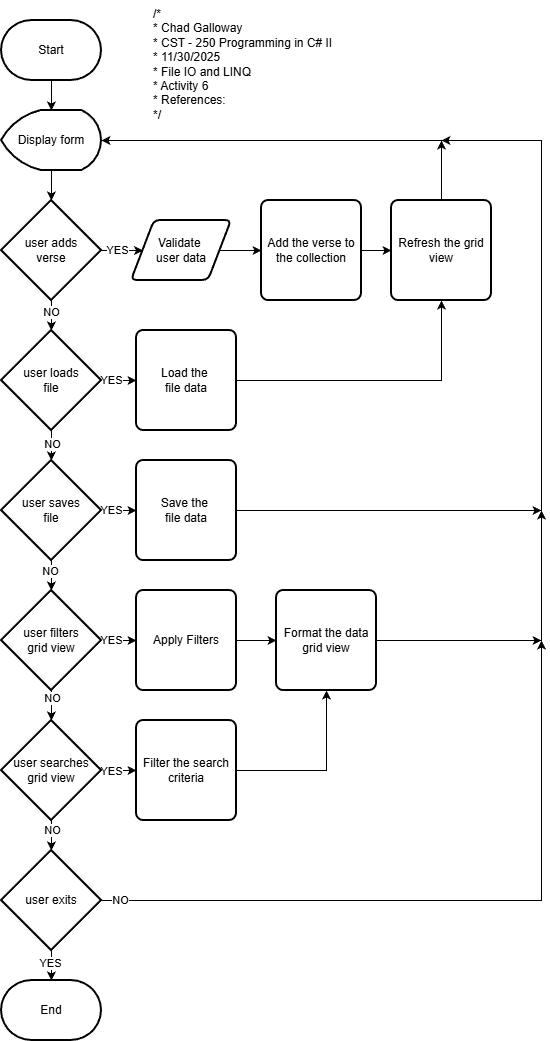 /*
* Chad Galloway
* CST - 250 Programming in C# II
* 11/30/2025
* File IO and LINQ
* Activity 6
* References:
*/
Start
Display form
user adds
verse
YES
Validate
user data
Add the verse to
the collection
Refresh the grid
view
NO
user loads
file
YES
Load the
file data
NO
user saves
file
YES
Save the
file data
NO
user filters
grid view
YES
Apply Filters
Format the data
grid view
NO
user searches
grid view
YES
Filter the search
criteria
NO
user exits
NO
YES
End